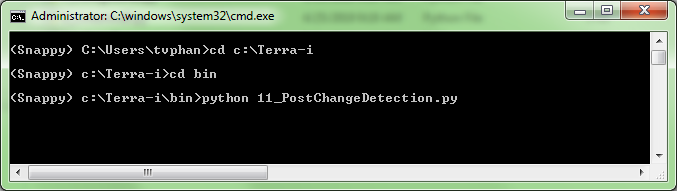 Administrator: C:\windows\system32\cmd.exe
(Snappy) C:\Users\tvphan>cd c:\Terra-i
(Snappy) c:\Terra-i>cd bin
(Snappy) c:\Terra-i\bin>python 11_PostChangeDetection.py